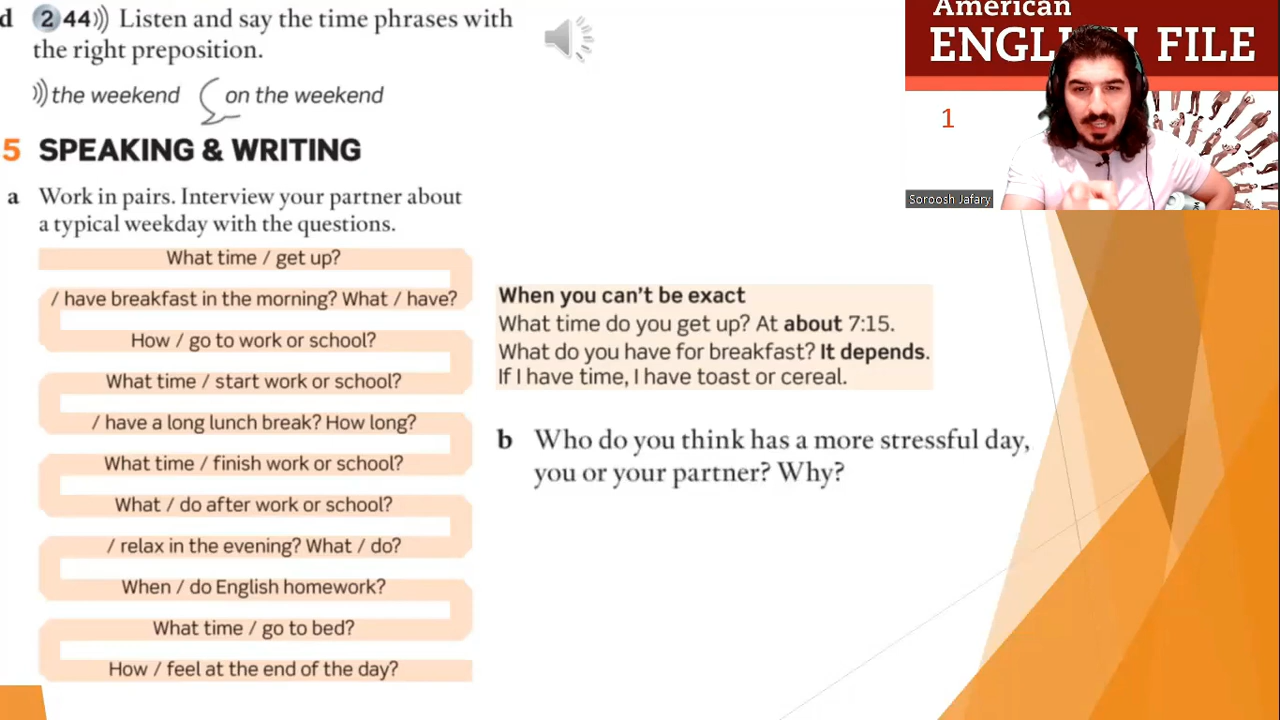 d 2 44 Listen and say the time phrases with
the right preposition.
the weekend on the weekend
5 SPEAKING & WRITING
a Work in pairs. Interview your partner about
a typical weekday with the questions.
What time / get up?
/ have breakfast in the morning? What / have?
How / go to work or school?
What time / start work or school?
/ have a long lunch break? How long?
What time / finish work or school?
What / do after work or school?
/ relax in the evening? What / do?
When / do English homework?
What time / go to bed?
How / feel at the end of the day?
When you can't be exact
What time do you get up? At about 7:15.
What do you have for breakfast? It depends.
If I have time, I have toast or cereal.
b Who do you think has a more stressful day,
you or your partner? Why?
American
FILE
1
Soroosh Jafary